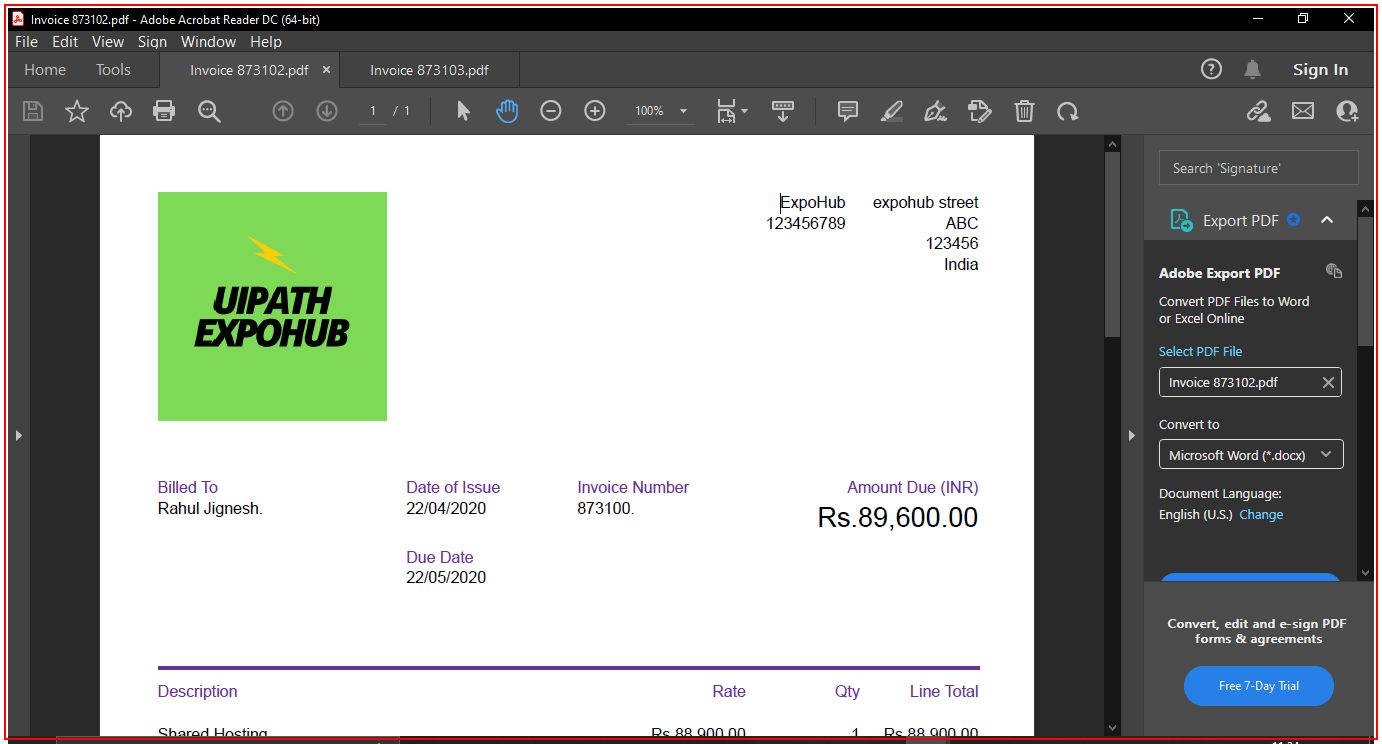 Invoice 873102.pdf - Adobe Acrobat Reader DC (64-bit)
File Edit View Sign Window Help
Home Tools Invoice 873102.pdf × Invoice 873103.pdf Sign In
1 / 1 100%
Search 'Signature'
Export PDF
Adobe Export PDF
Convert PDF Files to Word
or Excel Online
Select PDF File
Invoice 873102.pdf
Convert to
Microsoft Word (*.docx)
Document Language:
English (U.S.) Change
Convert, edit and e-sign PDF
forms & agreements
Free 7-Day Trial
UIPATH
EXPOHUB
ExpoHub expohub street
123456789 ABC
123456
India
Billed To Date of Issue Invoice Number Amount Due (INR)
Rahul Jignesh. 22/04/2020 873100. Rs.89,600.00
Due Date
22/05/2020
Description Rate Qty Line Total
Shared Hosting Rs.88,900.00 1 Rs.88,900.00